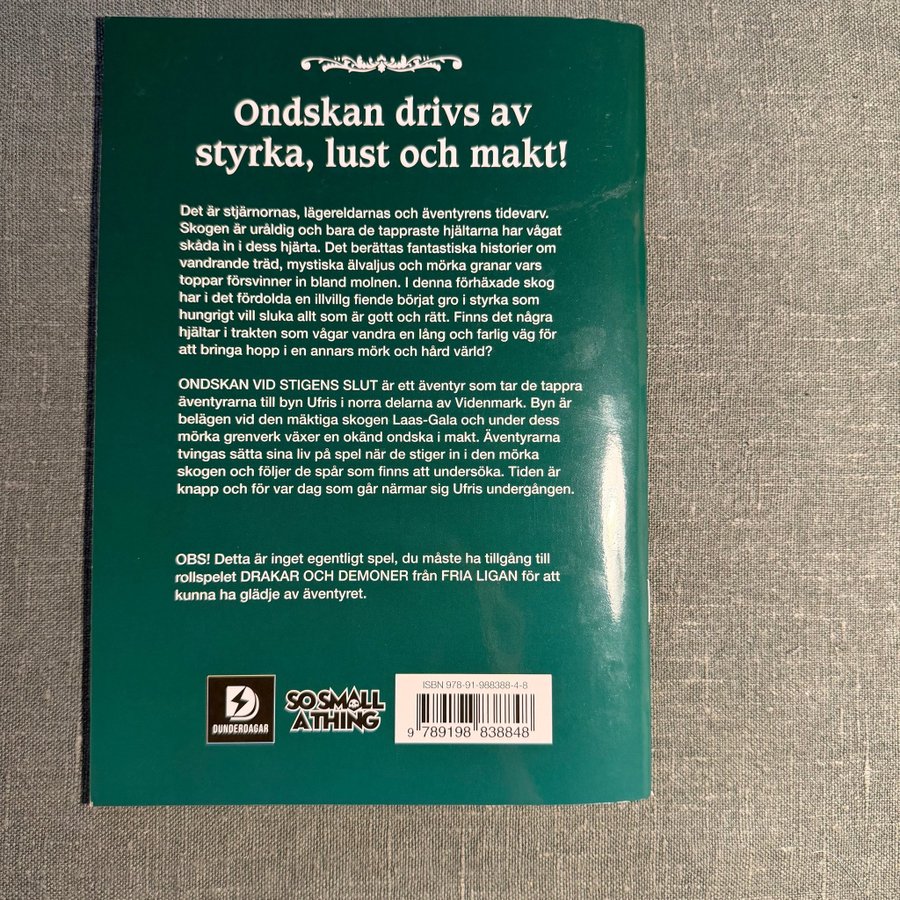 Ondskan drivs av
styrka, lust och makt!
Det är stjärnornas, lägereldarnas och äventyrens tidevarv.
Skogen är uråldig och bara de tappraste hjältarna har vågat
skåda in i dess hjärta. Det berättas fantastiska historier om
vandrande träd, mystiska älvaljus och mörka granar vars
toppar försvinner in bland molnen. I denna förhäxade skog
har i det fördolda en illvillg fiende börjat gro i styrka som
hungrigt vill sluka allt som är gott och rätt. Finns det några
hjältar i trakten som vågar vandra en lång och farlig väg för
att bringa hopp i en annars mörk och hård värld?
ONDSKAN VID STIGENS SLUT är ett äventyr som tar de tappra
äventyrarna till byn Ufris i norra delarna av Videnmark. Byn är
belägen vid den mäktiga skogen Laas-Gala och under dess
mörka grenverk växer en okänd ondska i makt. Äventyrarna
tvingas sätta sina liv på spel när de stiger in i den mörka
skogen och följer de spår som finns att undersöka. Tiden är
knapp och för var dag som går närmar sig Ufris undergången.
OBS! Detta är inget egentligt spel, du måste ha tillgång till
rollspelet DRAKAR OCH DEMONER från FRIA LIGAN för att
kunna ha glädje av äventyret.
DUNDERDAGAR
SO SMALL
A THING
ISBN 978-91-988388-4-8
9 789198 838848